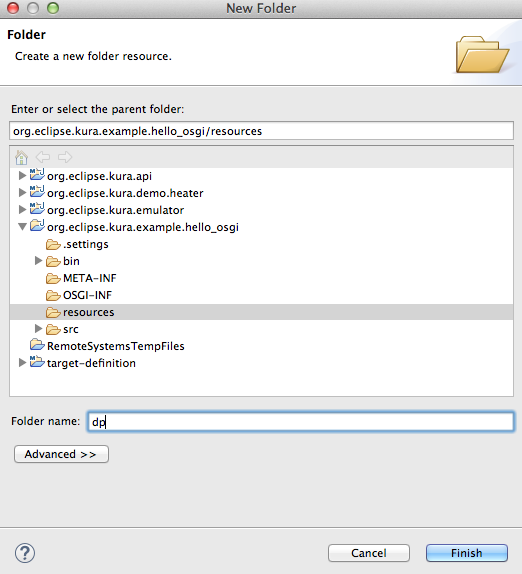 New Folder
Folder
Create a new folder resource.
Enter or select the parent folder:
org.eclipse.kura.example.hello_osgi/resources
org.eclipse.kura.api
org.eclipse.kura.demo.heater
org.eclipse.kura.emulator
org.eclipse.kura.example.hello_osgi
.settings
bin
META-INF
OSGI-INF
resources
src
RemoteSystemsTempFiles
target-definition
Folder name: dp
Advanced >>
? Cancel Finish